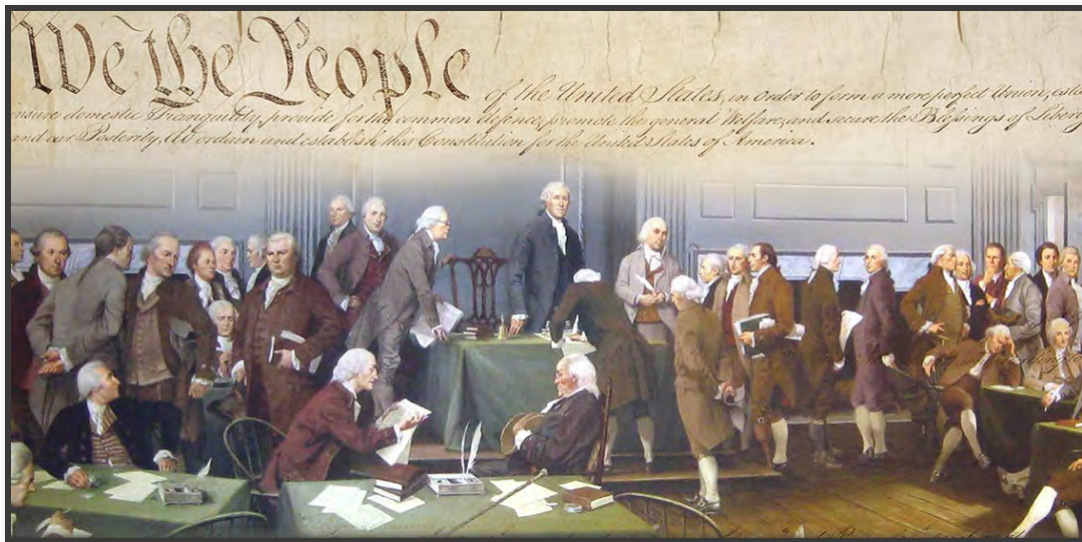 We the People of the United States, in Order to form a more perfect Union, esta
insure domestic Tranquility, provide for the common defence, promote the general Welfare, and secure the Blessings of Liber
and our Posterity, do ordain and establish this Constitution for the United States of America.